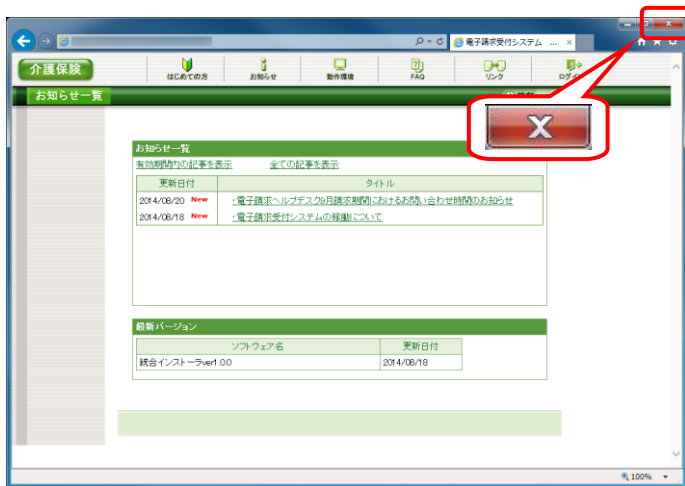 電子請求受付システム ... ×
介護保険
はじめての方
お知らせ
動作環境
FAQ
リンク
お知らせ一覧
お知らせ一覧
有効期間内の記事を表示 全ての記事を表示
更新日付 タイトル
2014/08/20 New ・電子請求ヘルプデスク9月請求期間におけるお問い合わせ時間のお知らせ
2014/08/18 New ・電子請求受付システムの稼働について
最新バージョン
ソフトウェア名 更新日付
統合インストーラver1.0.0 2014/08/18
100%